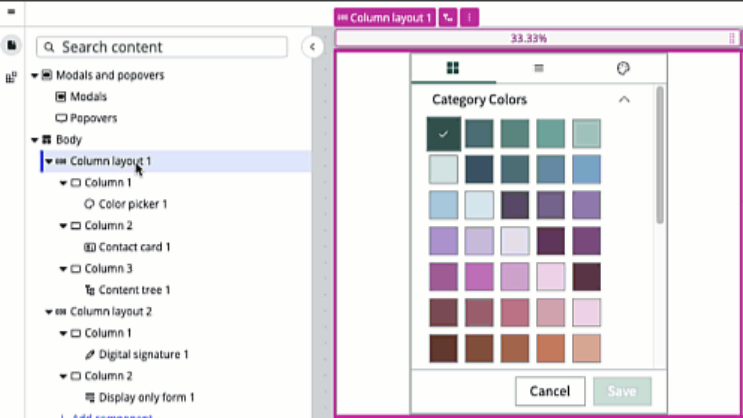 Column layout 1
33.33%
Search content
Modals and popovers
Modals
Popovers
Body
Column layout 1
Column 1
Color picker 1
Column 2
Contact card 1
Column 3
Content tree 1
Column layout 2
Column 1
Digital signature 1
Column 2
Display only form 1
Add component
Category Colors
Cancel
Save